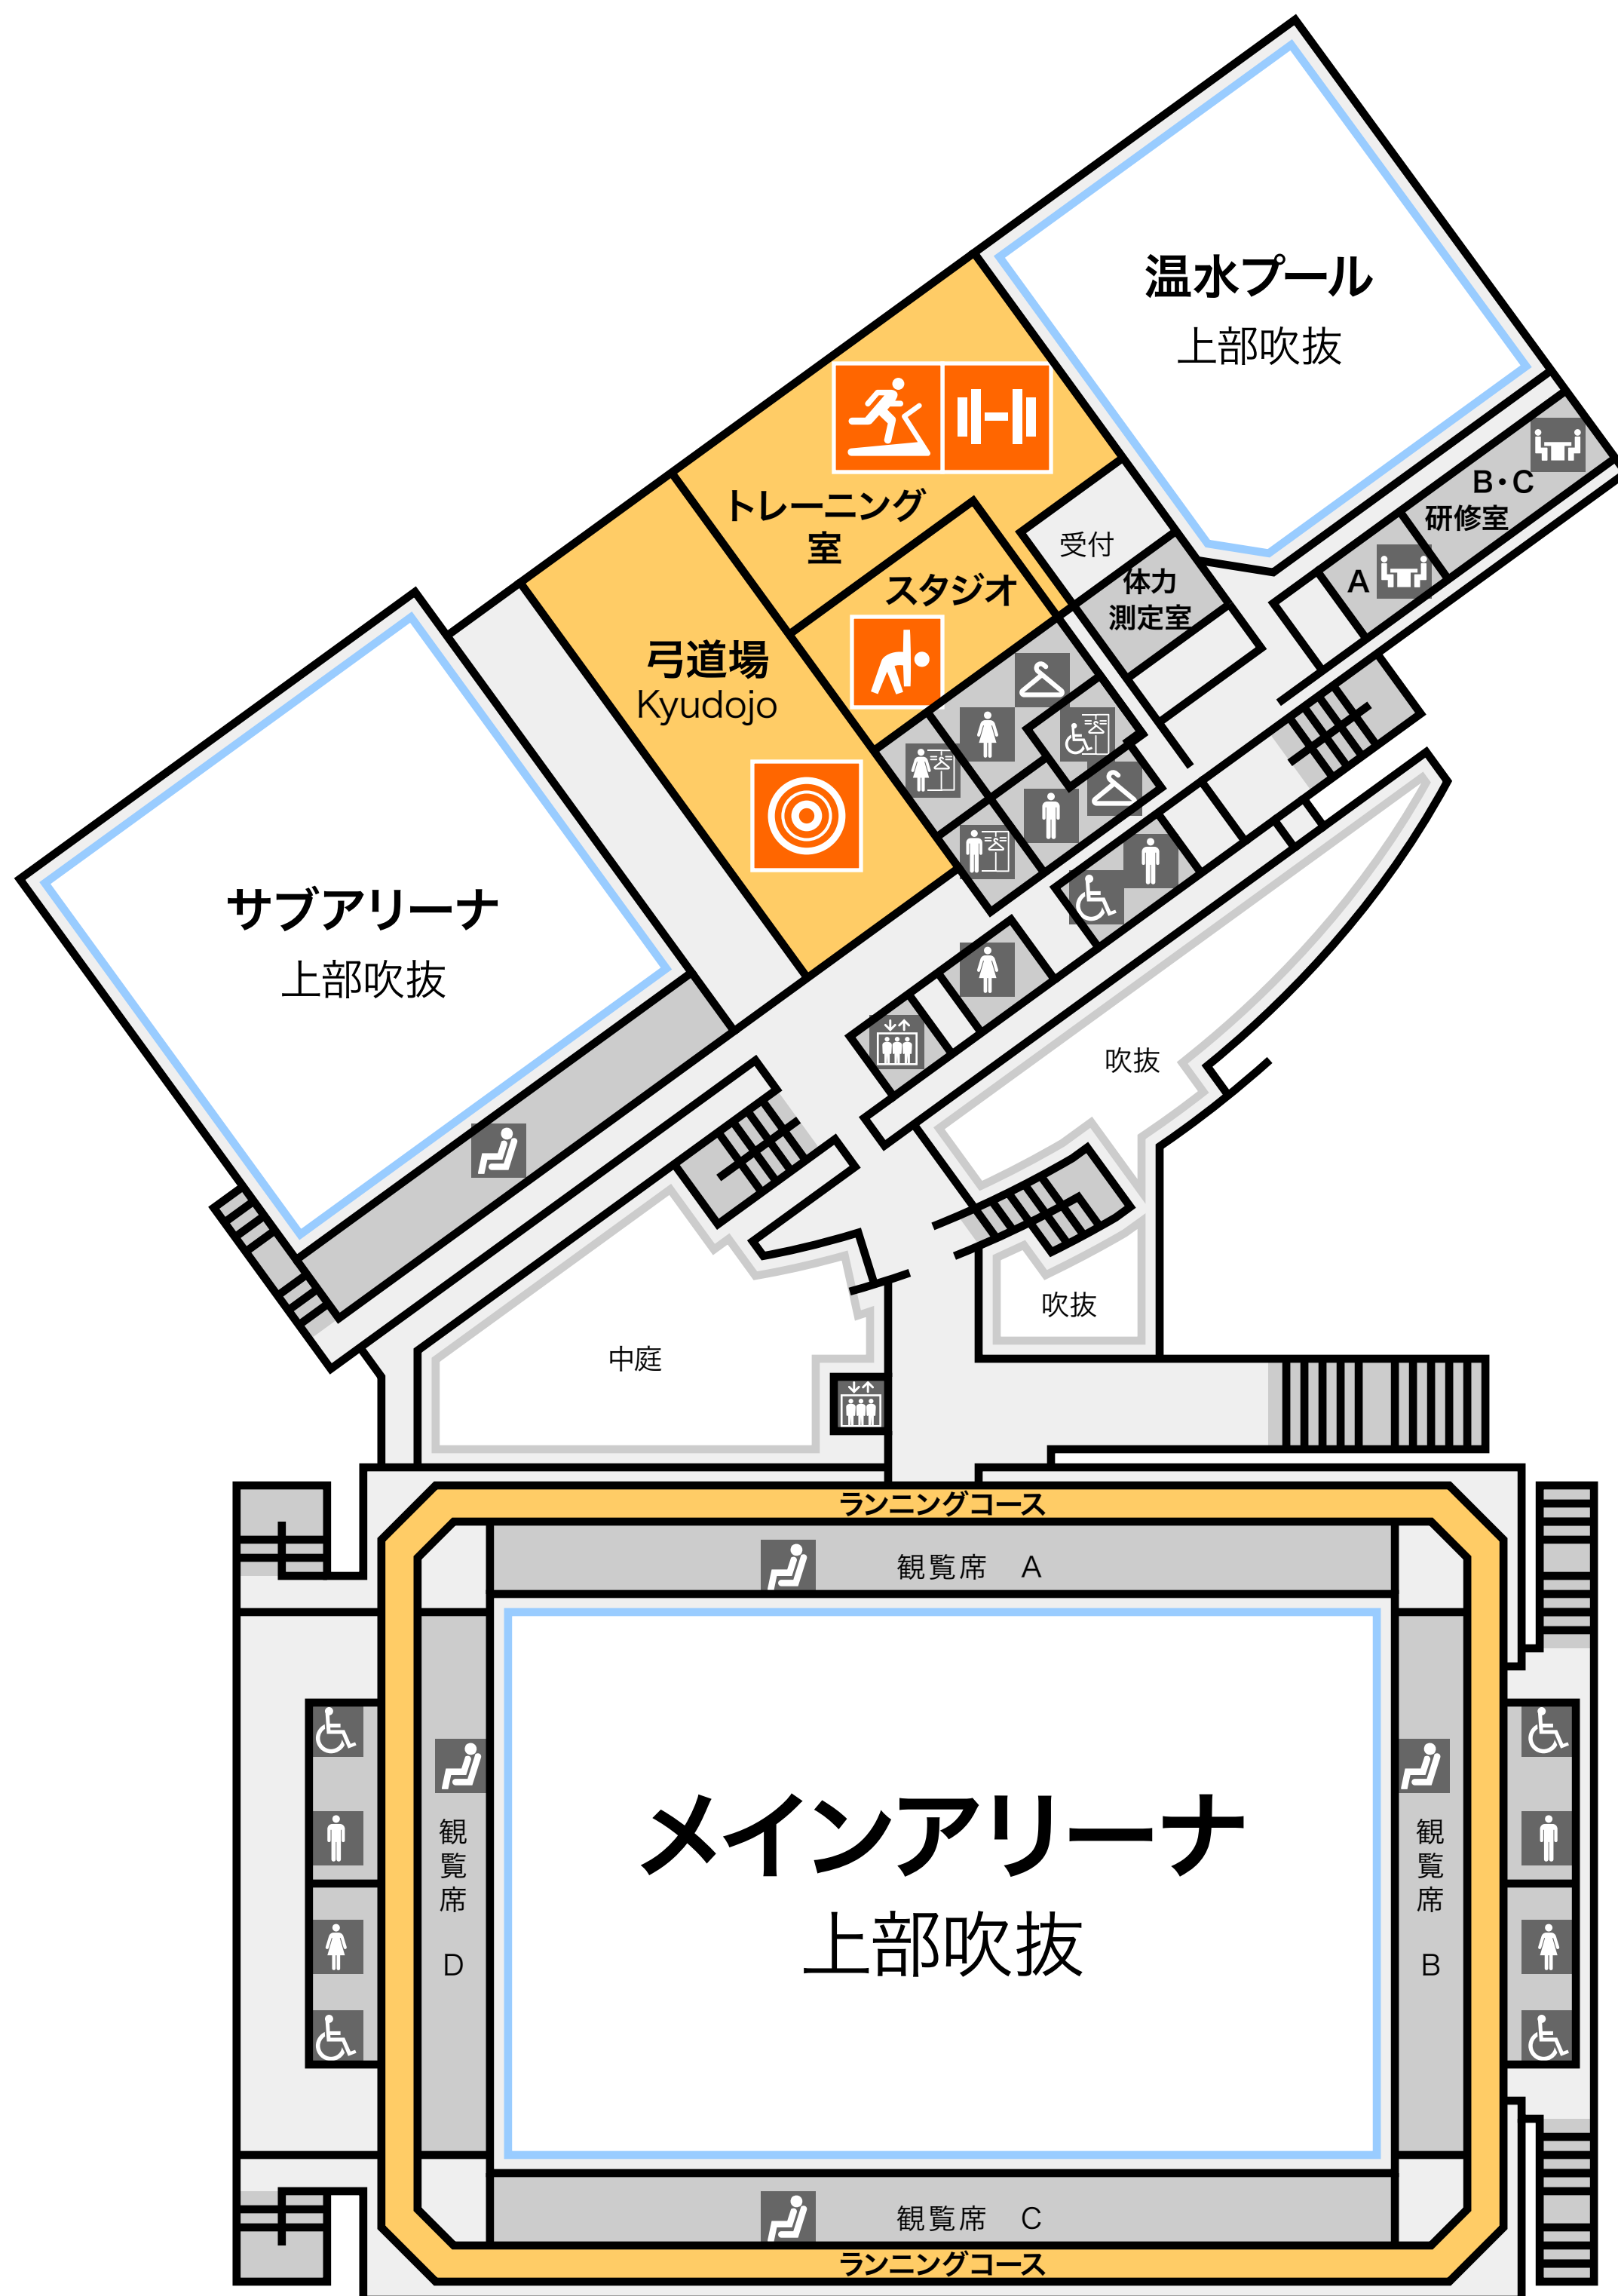 温水プール
上部吹抜
B・C
研修室
A
トレーニング
室
受付
体力
測定室
スタジオ
弓道場
Kyudojo
サブアリーナ
上部吹抜
吹抜
吹抜
中庭
ランニングコース
観覧席 A
メインアリーナ
上部吹抜
観覧席 D
観覧席 B
観覧席 C
ランニングコース